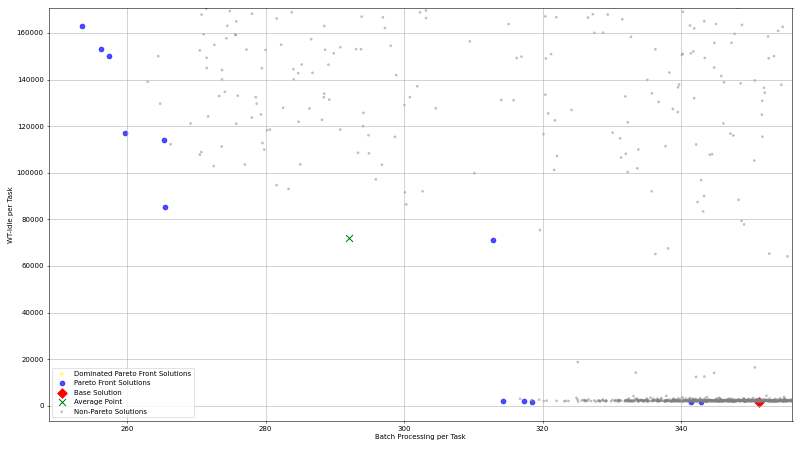 160000
140000
120000
100000
80000
60000
40000
20000
0
WT-Idle per Task
260
280
300
320
340
Batch Processing per Task
Dominated Pareto Front Solutions
Pareto Front Solutions
Base Solution
Average Point
Non-Pareto Solutions